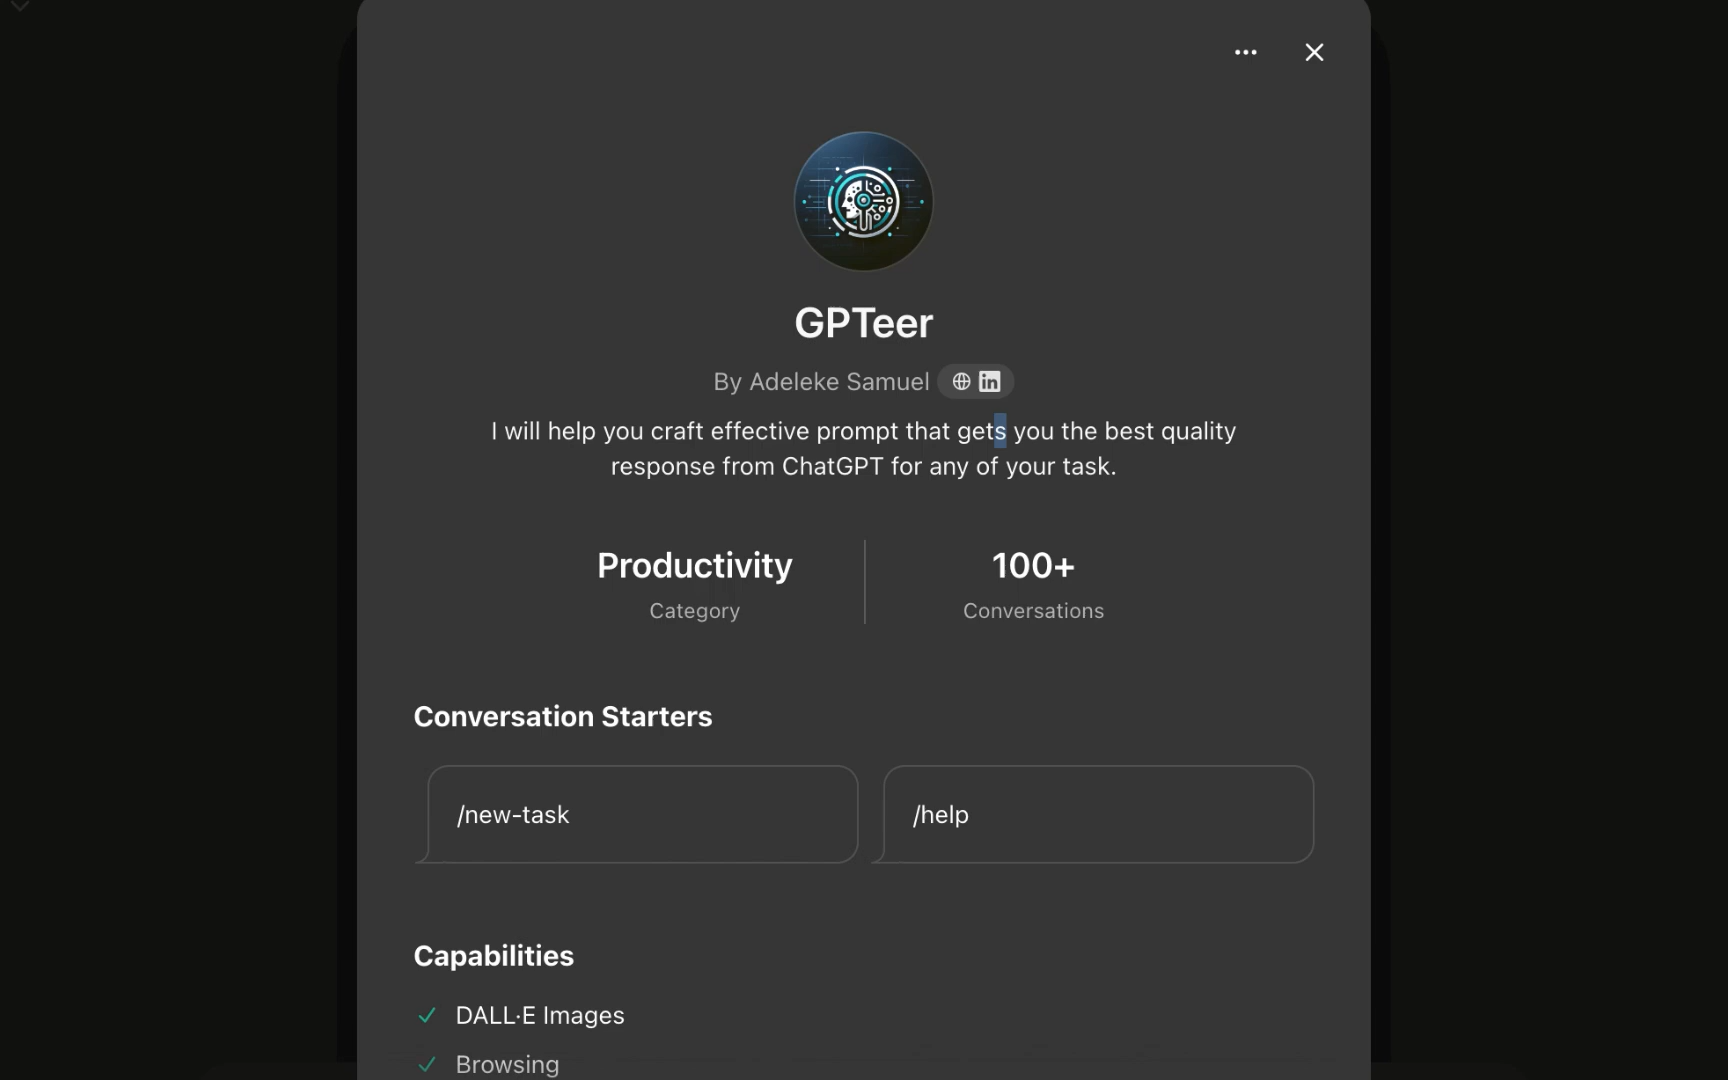 GPTeer
By Adeleke Samuel
I will help you craft effective prompt that gets you the best quality
response from ChatGPT for any of your task.
Productivity
Category
100+
Conversations
Conversation Starters
/new-task
/help
Capabilities
DALL·E Images
Browsing